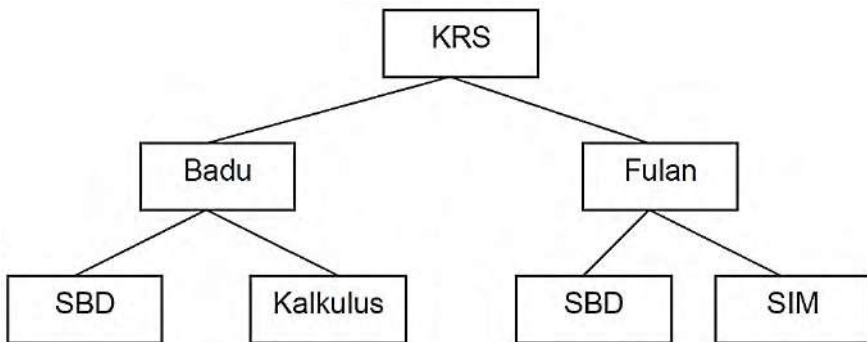 KRS
Badu
Fulan
SBD
Kalkulus
SBD
SIM